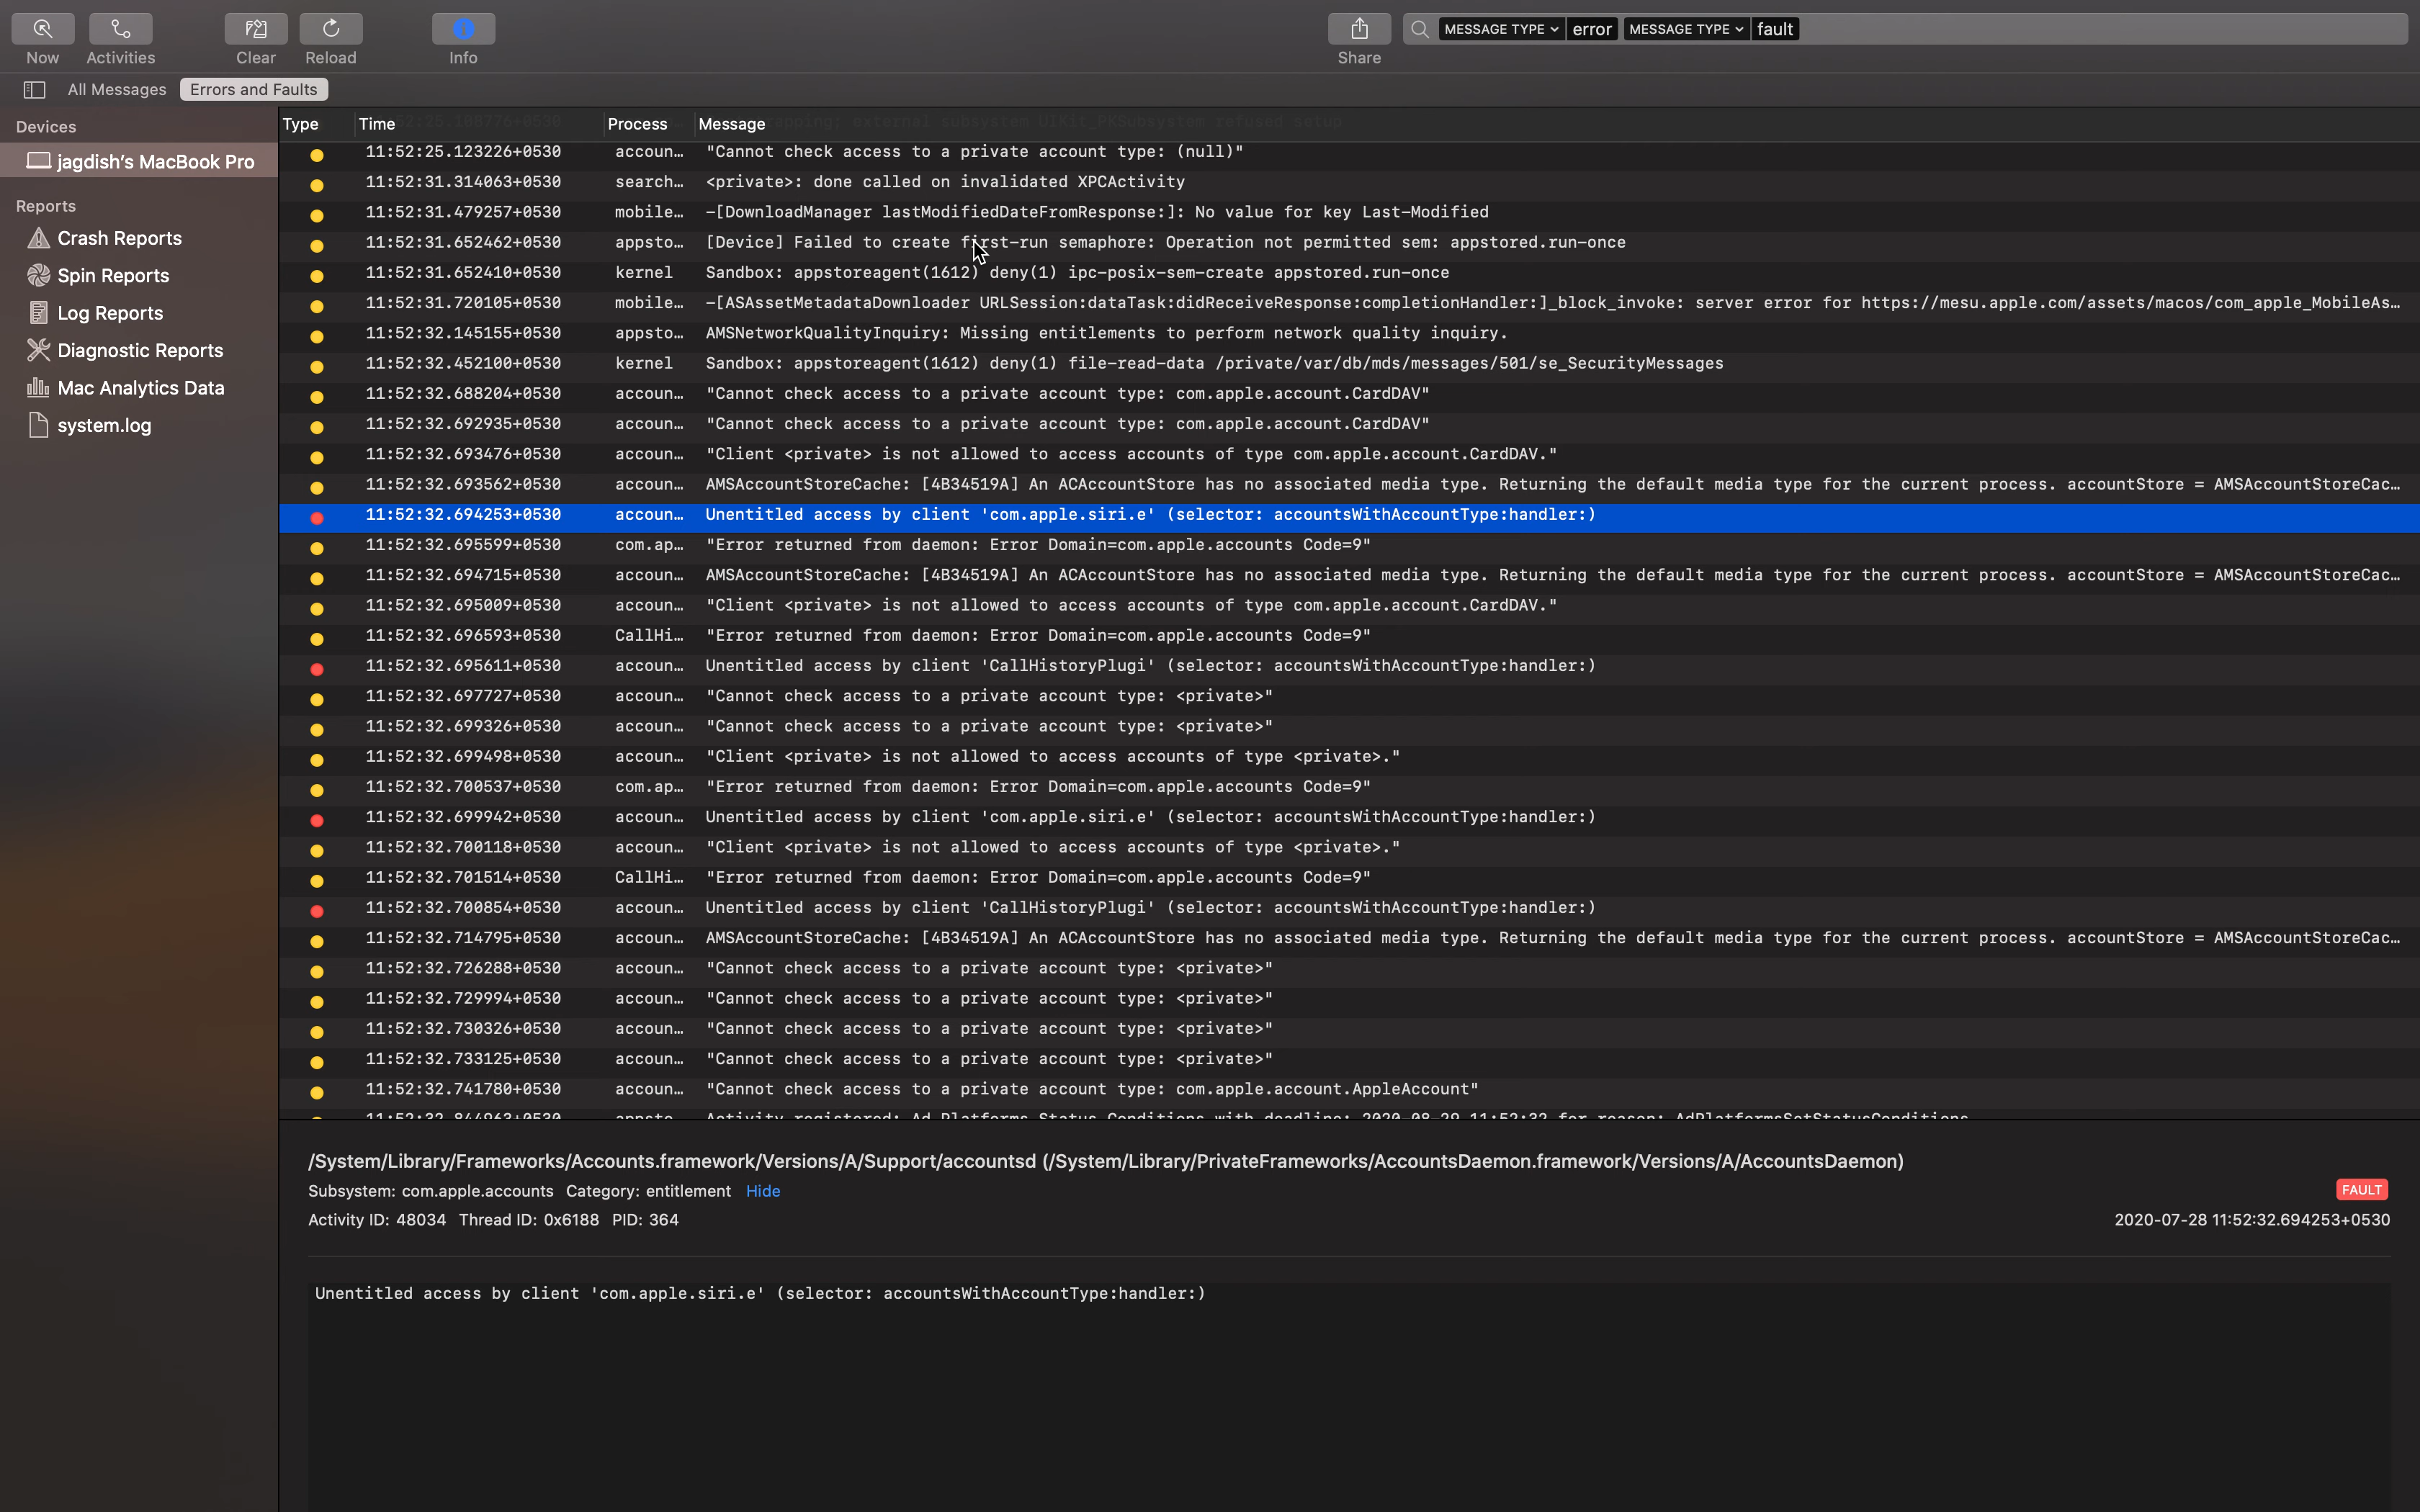 Now Activities Clear Reload Info Share MESSAGE TYPE error MESSAGE TYPE fault
All Messages Errors and Faults
Devices
jagdish's MacBook Pro
Reports
Crash Reports
Spin Reports
Log Reports
Diagnostic Reports
Mac Analytics Data
system.log
Type Time Process Message
11:52:25.123226+0530 accoun… "Cannot check access to a private account type: (null)"
11:52:31.314063+0530 search… <private>: done called on invalidated XPCActivity
11:52:31.479257+0530 mobile… -[DownloadManager lastModifiedDateFromResponse:]: No value for key Last-Modified
11:52:31.652462+0530 appsto… [Device] Failed to create first-run semaphore: Operation not permitted sem: appstored.run-once
11:52:31.652410+0530 kernel Sandbox: appstoreagent(1612) deny(1) ipc-posix-sem-create appstored.run-once
11:52:31.720105+0530 mobile… -[ASAssetMetadataDownloader URLSession:dataTask:didReceiveResponse:completionHandler:]_block_invoke: server error for https://mesu.apple.com/assets/macos/com_apple_MobileAs…
11:52:32.145155+0530 appsto… AMSNetworkQualityInquiry: Missing entitlements to perform network quality inquiry.
11:52:32.452100+0530 kernel Sandbox: appstoreagent(1612) deny(1) file-read-data /private/var/db/mds/messages/501/se_SecurityMessages
11:52:32.688204+0530 accoun… "Cannot check access to a private account type: com.apple.account.CardDAV"
11:52:32.692935+0530 accoun… "Cannot check access to a private account type: com.apple.account.CardDAV"
11:52:32.693476+0530 accoun… "Client <private> is not allowed to access accounts of type com.apple.account.CardDAV."
11:52:32.693562+0530 accoun… AMSAccountStoreCache: [4B34519A] An ACAccountStore has no associated media type. Returning the default media type for the current process. accountStore = AMSAccountStoreCac…
11:52:32.694253+0530 accoun… Unentitled access by client 'com.apple.siri.e' (selector: accountsWithAccountType:handler:)
11:52:32.695599+0530 com.ap… "Error returned from daemon: Error Domain=com.apple.accounts Code=9"
11:52:32.694715+0530 accoun… AMSAccountStoreCache: [4B34519A] An ACAccountStore has no associated media type. Returning the default media type for the current process. accountStore = AMSAccountStoreCac…
11:52:32.695009+0530 accoun… "Client <private> is not allowed to access accounts of type com.apple.account.CardDAV."
11:52:32.696593+0530 CallHi… "Error returned from daemon: Error Domain=com.apple.accounts Code=9"
11:52:32.695611+0530 accoun… Unentitled access by client 'CallHistoryPlugi' (selector: accountsWithAccountType:handler:)
11:52:32.697727+0530 accoun… "Cannot check access to a private account type: <private>"
11:52:32.699326+0530 accoun… "Cannot check access to a private account type: <private>"
11:52:32.699498+0530 accoun… "Client <private> is not allowed to access accounts of type <private>."
11:52:32.700537+0530 com.ap… "Error returned from daemon: Error Domain=com.apple.accounts Code=9"
11:52:32.699942+0530 accoun… Unentitled access by client 'com.apple.siri.e' (selector: accountsWithAccountType:handler:)
11:52:32.700118+0530 accoun… "Client <private> is not allowed to access accounts of type <private>."
11:52:32.701514+0530 CallHi… "Error returned from daemon: Error Domain=com.apple.accounts Code=9"
11:52:32.700854+0530 accoun… Unentitled access by client 'CallHistoryPlugi' (selector: accountsWithAccountType:handler:)
11:52:32.714795+0530 accoun… AMSAccountStoreCache: [4B34519A] An ACAccountStore has no associated media type. Returning the default media type for the current process. accountStore = AMSAccountStoreCac…
11:52:32.726288+0530 accoun… "Cannot check access to a private account type: <private>"
11:52:32.729994+0530 accoun… "Cannot check access to a private account type: <private>"
11:52:32.730326+0530 accoun… "Cannot check access to a private account type: <private>"
11:52:32.733125+0530 accoun… "Cannot check access to a private account type: <private>"
11:52:32.741780+0530 accoun… "Cannot check access to a private account type: com.apple.account.AppleAccount"
Activity registered: Ad Platforms Status Conditions with deadline: 2020-08-29 11:52:32 for reason: AdPlatformsSetStatusConditions
/System/Library/Frameworks/Accounts.framework/Versions/A/Support/accountsd (/System/Library/PrivateFrameworks/AccountsDaemon.framework/Versions/A/AccountsDaemon)
Subsystem: com.apple.accounts Category: entitlement Hide FAULT
Activity ID: 48034 Thread ID: 0x6188 PID: 364 2020-07-28 11:52:32.694253+0530
Unentitled access by client 'com.apple.siri.e' (selector: accountsWithAccountType:handler:)